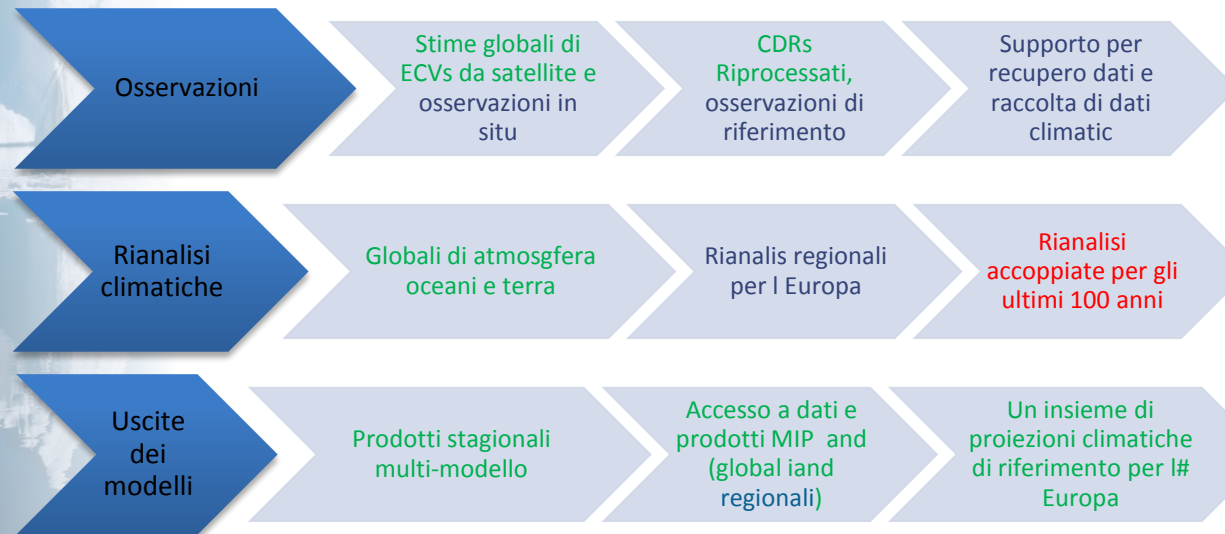 Osservazioni
Stime globali di
ECVs da satellite e
osservazioni in
situ
CDRs
Riprocessati,
osservazioni di
riferimento
Supporto per
recupero dati e
raccolta di dati
climatic
Rianalisi
climatiche
Globali di atmosgfera
oceani e terra
Rianalis regionali
per l Europa
Rianalisi
accoppiate per gli
ultimi 100 anni
Uscite
dei
modelli
Prodotti stagionali
multi-modello
Accesso a dati e
prodotti MIP and
(global iand
regionali)
Un insieme di
proiezioni climatiche
di riferimento per l#
Europa